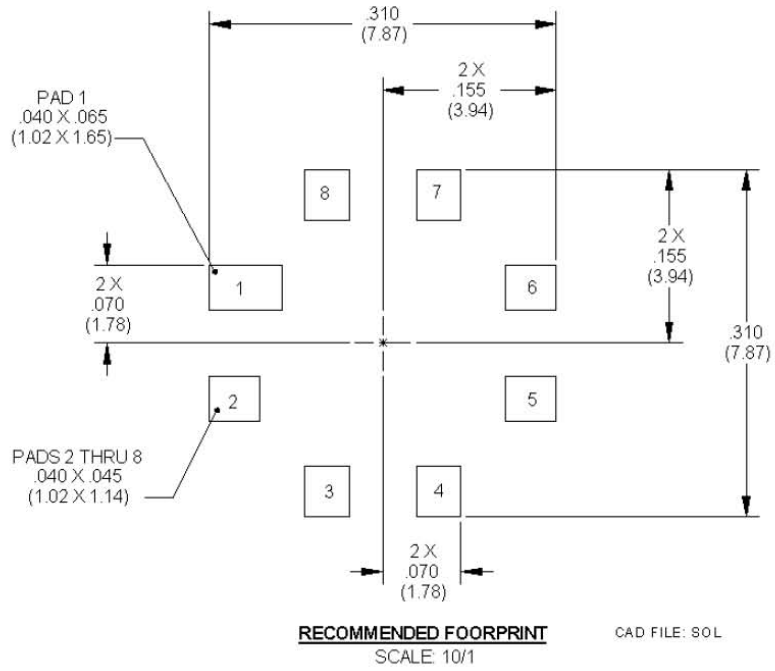 .310
(7.87)
2 X
.155
(3.94)
PAD 1
.040 X .065
(1.02 X 1.65)
8
7
2 X
.155
(3.94)
1
6
2 X
.070
(1.78)
.310
(7.87)
2
5
PADS 2 THRU 8
.040 X .045
(1.02 X 1.14)
3
4
2 X
.070
(1.78)
RECOMMENDED FOORPRINT
CAD FILE: SOL
SCALE: 10/1